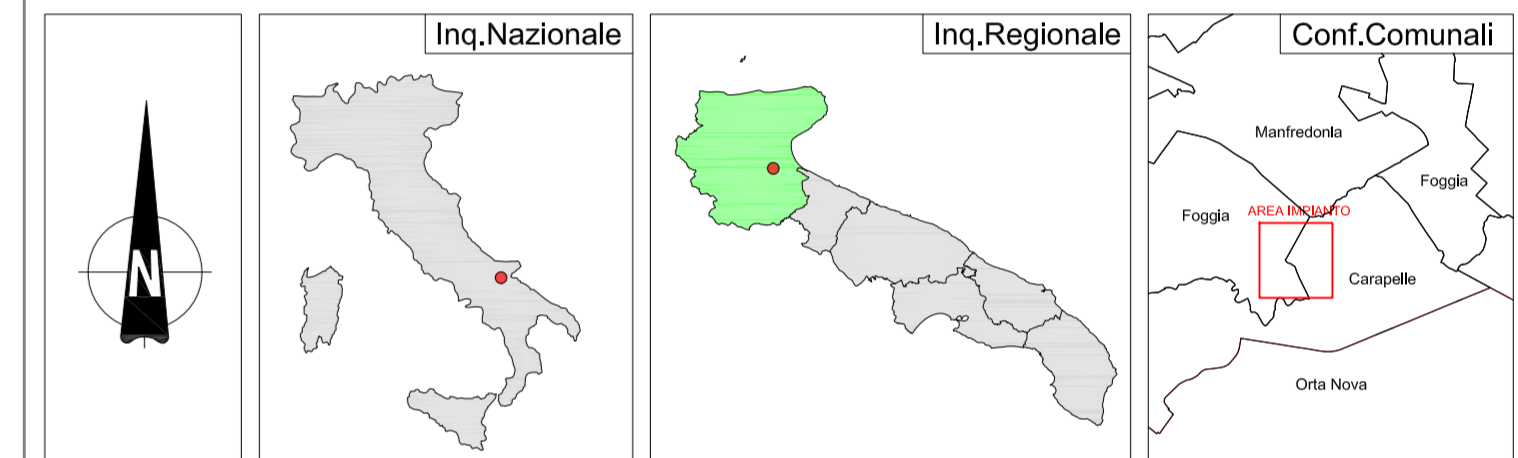 Inq.Nazionale
Inq.Regionale
Conf.Comunali
N
Manfredonia
Foggia
Foggia
AREA IMPIANTO
Carapelle
Orta Nova